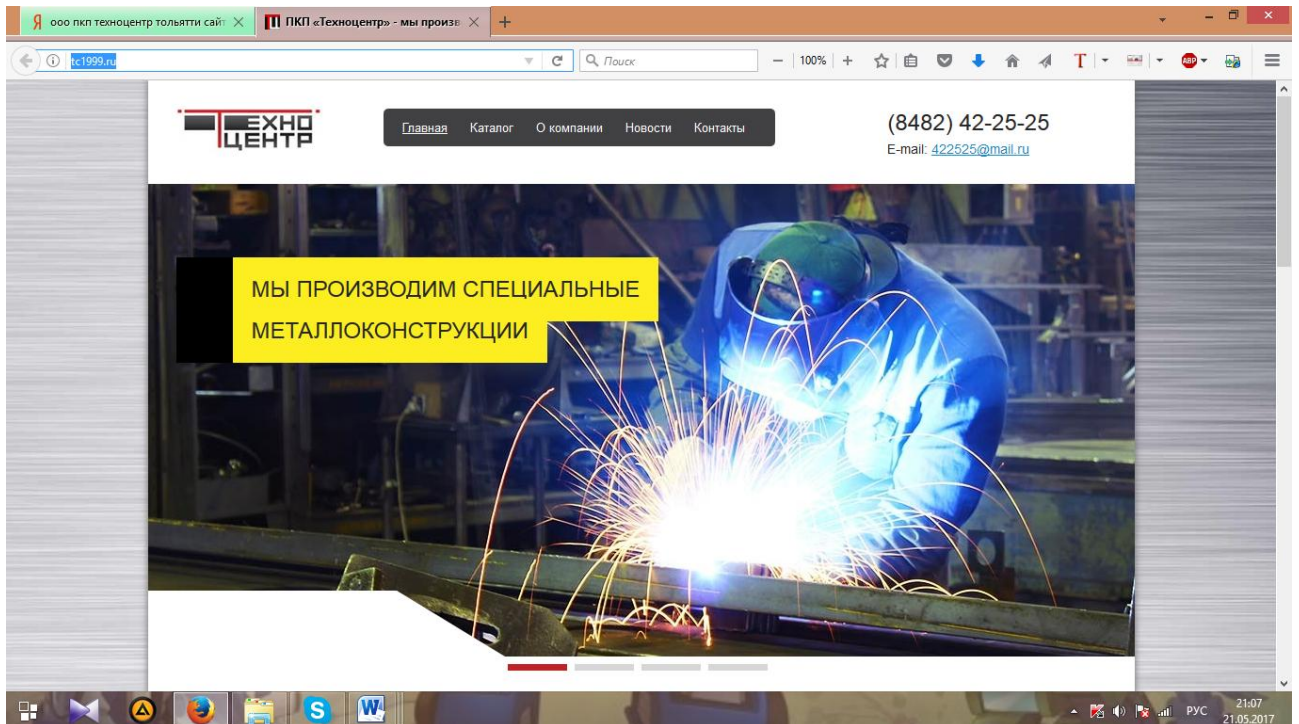 ооо пкп техноцентр тольятти сайт
ПКП «Техноцентр» - мы произв
tc1999.ru
Поиск
100%
ТЕХНО
ЦЕНТР
Главная Каталог О компании Новости Контакты
(8482) 42-25-25
E-mail: 422525@mail.ru
МЫ ПРОИЗВОДИМ СПЕЦИАЛЬНЫЕ
МЕТАЛЛОКОНСТРУКЦИИ
РУС
21:07
21.05.2017